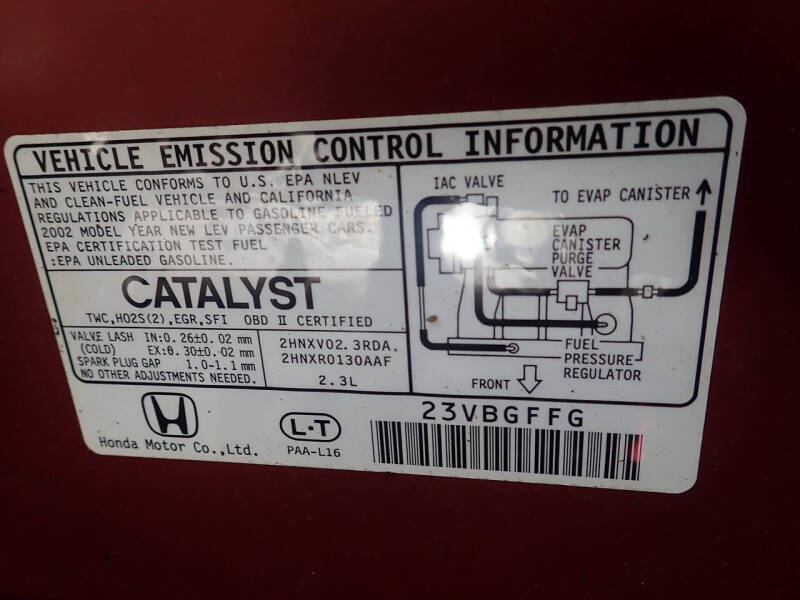 VEHICLE EMISSION CONTROL INFORMATION
THIS VEHICLE CONFORMS TO U.S. EPA NLEV
AND CLEAN-FUEL VEHICLE AND CALIFORNIA
REGULATIONS APPLICABLE TO GASOLINE FUELED
2002 MODEL YEAR NEW LEV PASSENGER CARS.
EPA CERTIFICATION TEST FUEL
:EPA UNLEADED GASOLINE.
CATALYST
TWC,HO2S(2),EGR,SFI OBD II CERTIFIED
VALVE LASH IN:0.26±0.02 mm
(COLD) EX:0.30±0.02 mm
SPARK PLUG GAP 1.0-1.1 mm
NO OTHER ADJUSTMENTS NEEDED.
2HNXV02.3RDA.
2HNXR0130AAF
2.3L
IAC VALVE
TO EVAP CANISTER
EVAP
CANISTER
PURGE
VALVE
FUEL
PRESSURE
REGULATOR
FRONT
Honda Motor Co.,Ltd.
L·T
PAA-L16
23VBGFFG